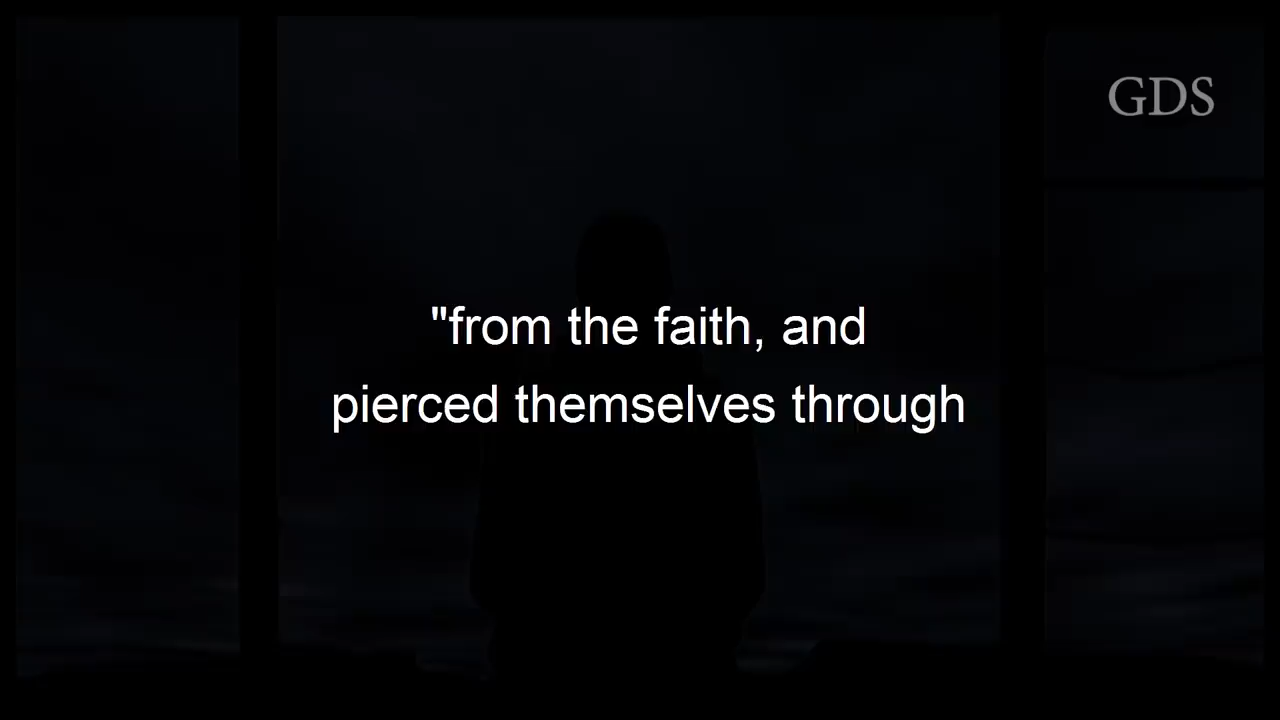 GDS
"from the faith, and
pierced themselves through